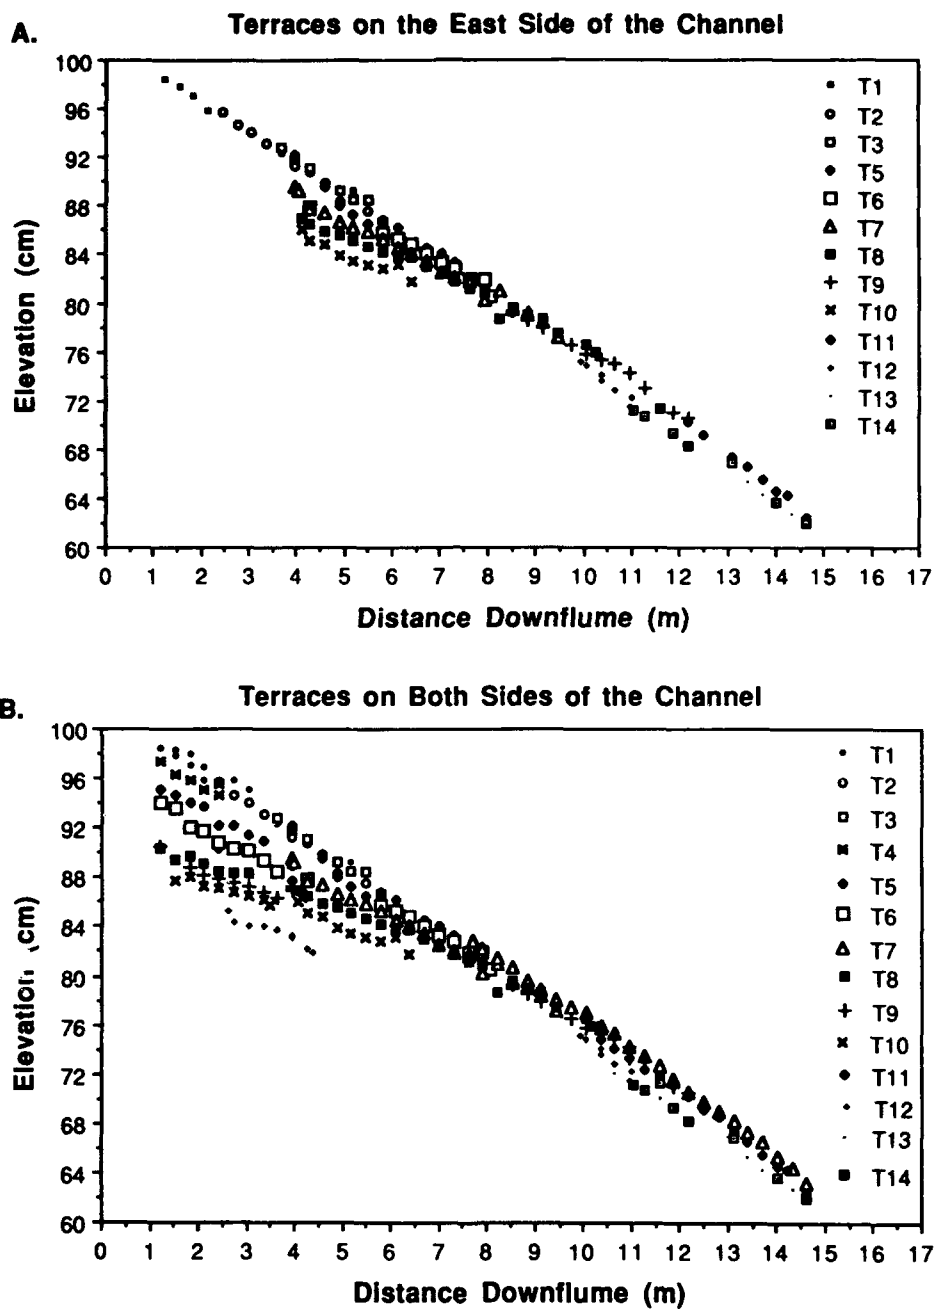 A.
Terraces on the East Side of the Channel
100
96
92
88
84
80
76
72
68
64
60
Elevation (cm)
T1
T2
T3
T5
T6
T7
T8
T9
T10
T11
T12
T13
T14
0 1 2 3 4 5 6 7 8 9 10 11 12 13 14 15 16 17
Distance Downflume (m)
B.
Terraces on Both Sides of the Channel
100
96
92
88
84
80
76
72
68
64
60
Elevation (cm)
T1
T2
T3
T4
T5
T6
T7
T8
T9
T10
T11
T12
T13
T14
0 1 2 3 4 5 6 7 8 9 10 11 12 13 14 15 16 17
Distance Downflume (m)